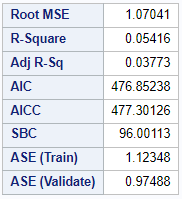 Root MSE 1.07041
R-Square 0.05416
Adj R-Sq 0.03773
AIC 476.85238
AICC 477.30126
SBC 96.00113
ASE (Train) 1.12348
ASE (Validate) 0.97488